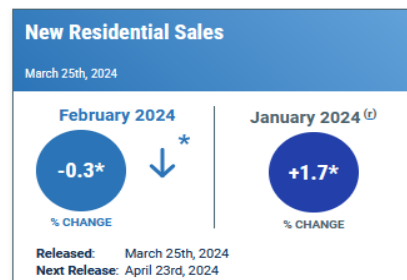 New Residential Sales
March 25th, 2024
February 2024
-0.3*
*
% CHANGE
January 2024 (r)
+1.7*
% CHANGE
Released: March 25th, 2024
Next Release: April 23rd, 2024